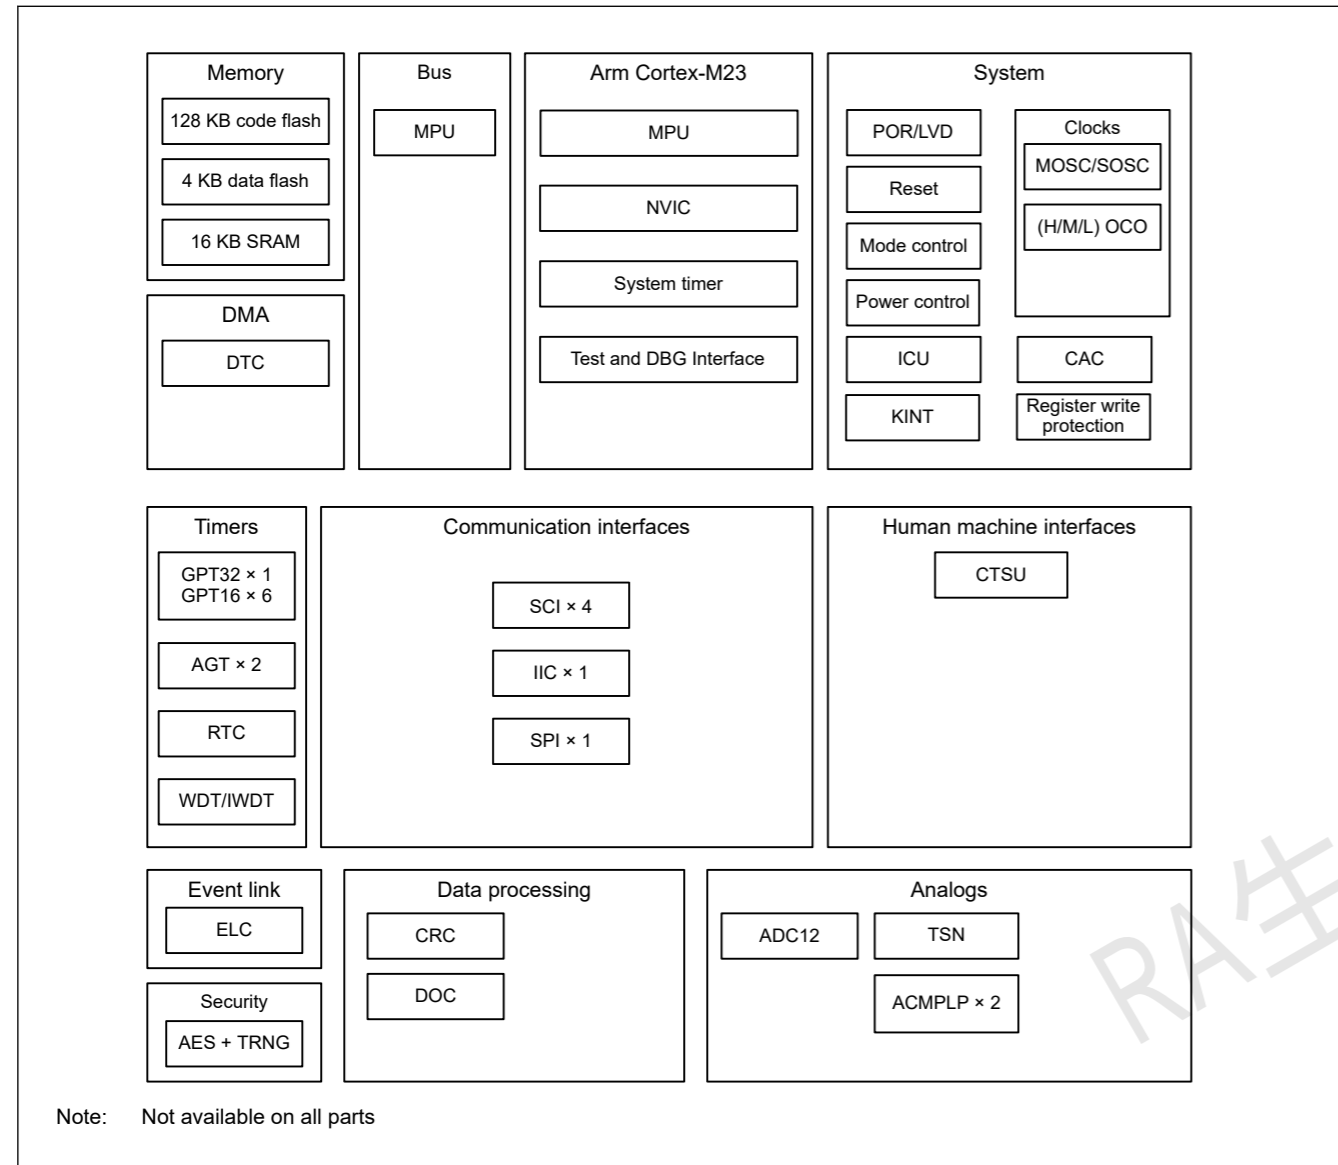 Memory
128 KB code flash
4 KB data flash
16 KB SRAM
DMA
DTC
Bus
MPU
Arm Cortex-M23
MPU
NVIC
System timer
Test and DBG Interface
System
POR/LVD
Reset
Mode control
Power control
ICU
KINT
Clocks
MOSC/SOSC
(H/M/L) OCO
CAC
Register write
protection
Timers
GPT32 × 1
GPT16 × 6
AGT × 2
RTC
WDT/IWDT
Communication interfaces
SCI × 4
IIC × 1
SPI × 1
Human machine interfaces
CTSU
Event link
ELC
Security
AES + TRNG
Data processing
CRC
DOC
Analogs
ADC12
TSN
ACMPLP × 2
RA生
Note: Not available on all parts